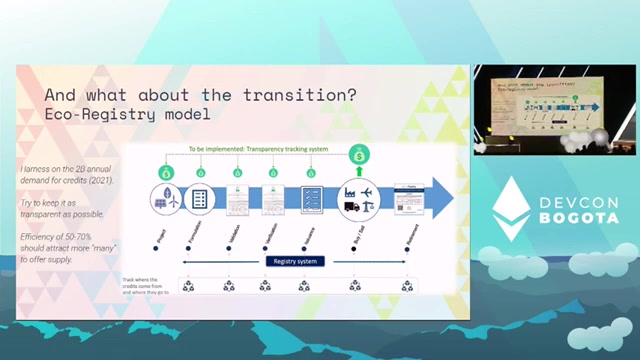 And what about the transition?
Eco-Registry model
Harness on the 2B annual
demand for credits (2021).
Try to keep it as
transparent as possible.
Efficiency of 50-70%
should attract more "many"
to offer supply.
To be implemented: Transparency tracking system
Project
Formulation
Validation
Verification
Issuance
Buy / Sell
Retirement
Registry system
Track where the
credits come from
and where they go to
DEVCON
BOGOTA